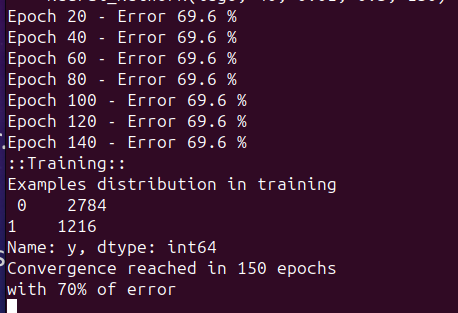 Epoch 20 - Error 69.6 %
Epoch 40 - Error 69.6 %
Epoch 60 - Error 69.6 %
Epoch 80 - Error 69.6 %
Epoch 100 - Error 69.6 %
Epoch 120 - Error 69.6 %
Epoch 140 - Error 69.6 %
::Training::
Examples distribution in training
 0    2784
1    1216
Name: y, dtype: int64
Convergence reached in 150 epochs
with 70% of error